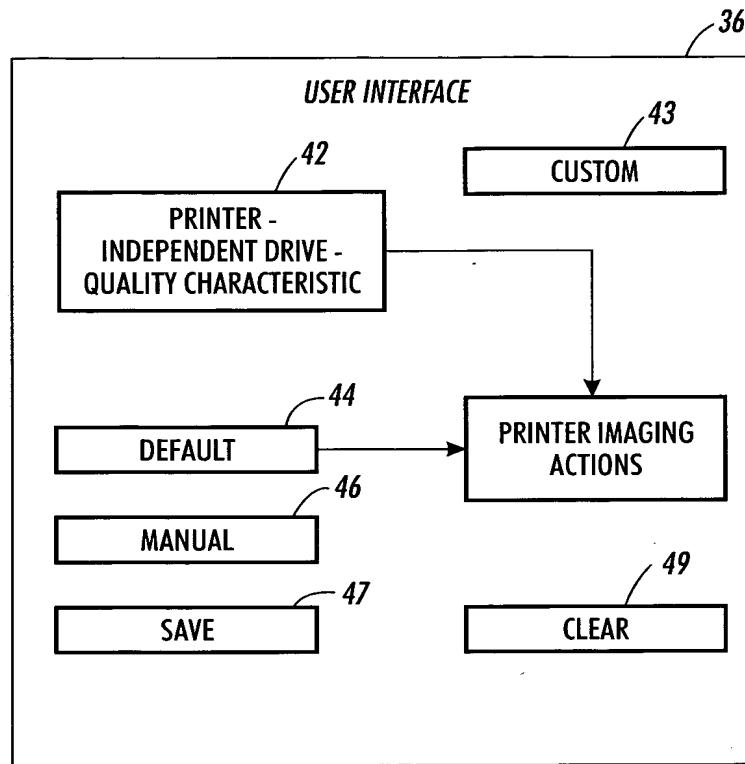 36
USER INTERFACE
43
CUSTOM
42
PRINTER -
INDEPENDENT DRIVE -
QUALITY CHARACTERISTIC
44
DEFAULT
PRINTER IMAGING
ACTIONS
46
MANUAL
47
SAVE
49
CLEAR